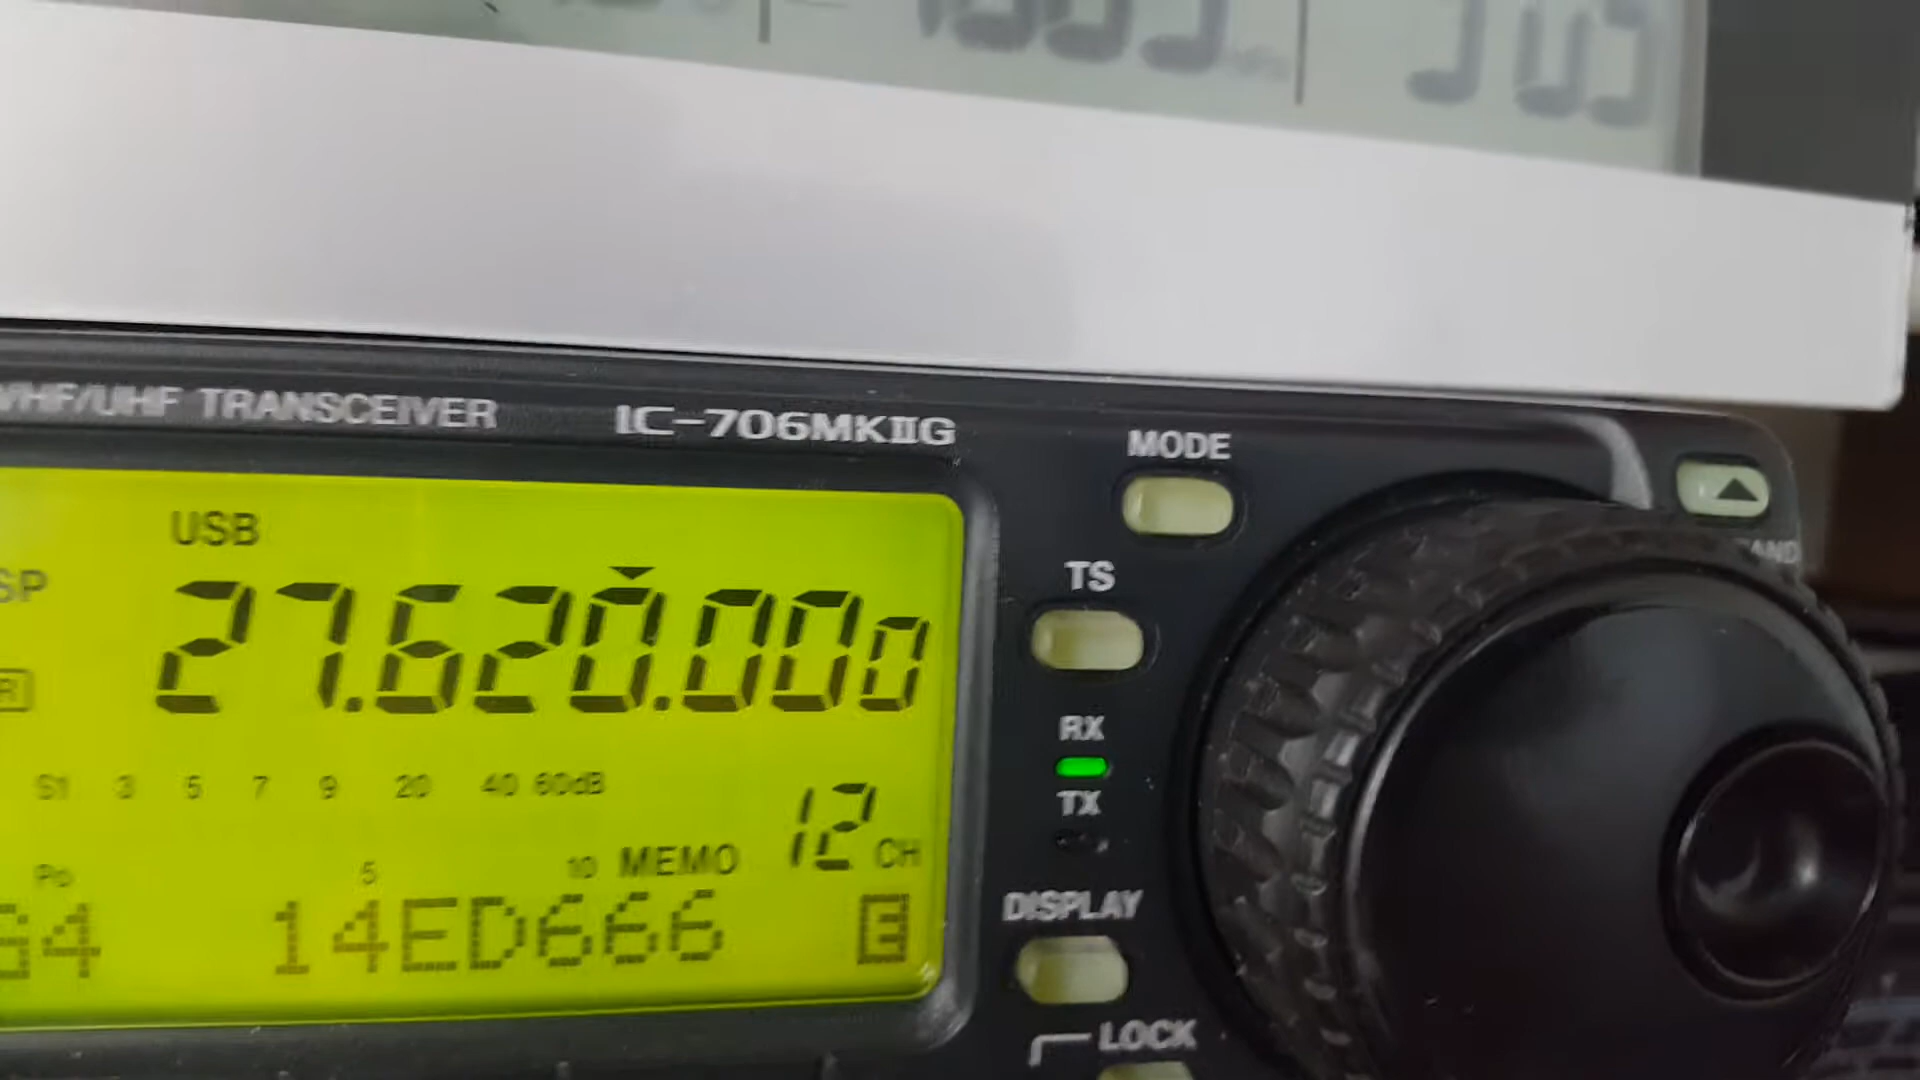 VHF/UHF TRANSCEIVER IC-706MKIIG
MODE
USB
TS
SP
27.620.000
R
RX
S1 3 5 7 9 20 40 60dB
TX
12 CH
Po 5 10 MEMO
DISPLAY
14ED666 E
LOCK